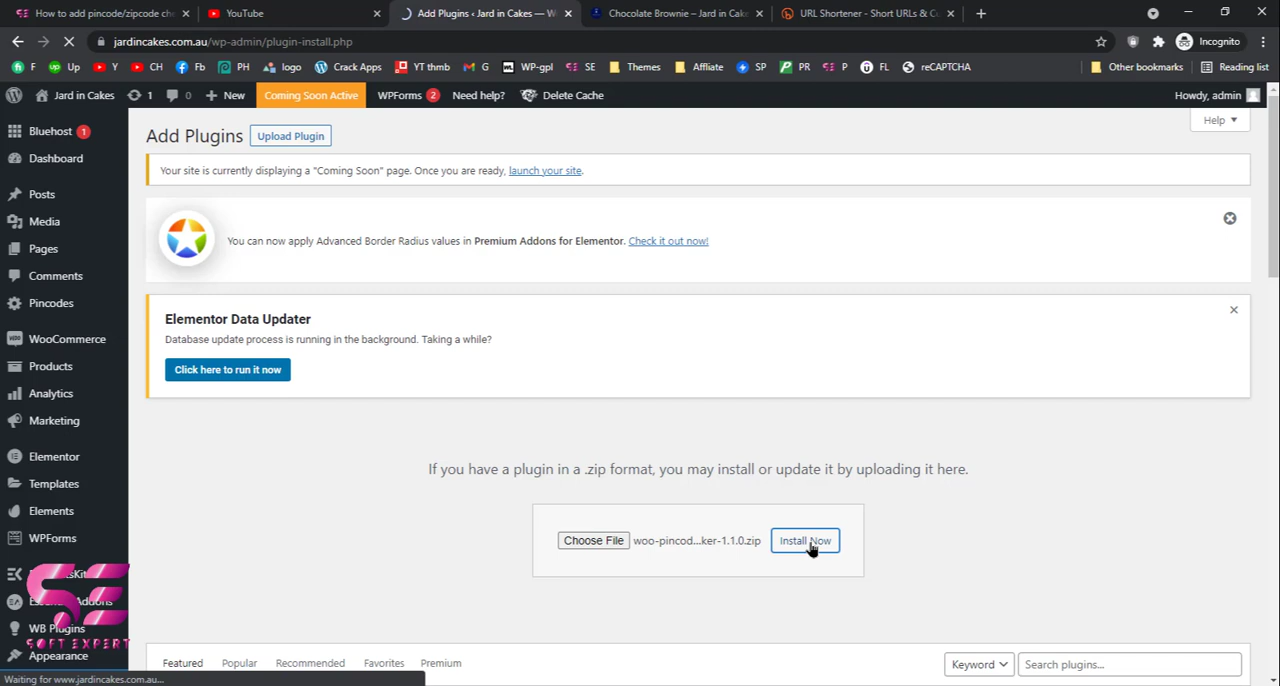 How to add pincode/zipcode che
YouTube
Add Plugins ‹ Jard in Cakes — W
Chocolate Brownie – Jard in Cak
URL Shortener - Short URLs & C
jardincakes.com.au/wp-admin/plugin-install.php
Incognito
F Up Y CH Fb PH logo Crack Apps YT thmb G WP-gpl SE Themes Affliate SP PR P FL reCAPTCHA Other bookmarks Reading list
Jard in Cakes 1 0 New Coming Soon Active WPForms 2 Need help? Delete Cache Howdy, admin
Bluehost 1
Dashboard
Posts
Media
Pages
Comments
Pincodes
WooCommerce
Products
Analytics
Marketing
Elementor
Templates
Elements
WPForms
WB Plugins
SOFT EXPERT
Appearance
Waiting for www.jardincakes.com.au...
Help
Add Plugins Upload Plugin
Your site is currently displaying a "Coming Soon" page. Once you are ready, launch your site.
You can now apply Advanced Border Radius values in Premium Addons for Elementor. Check it out now!
Elementor Data Updater
Database update process is running in the background. Taking a while?
Click here to run it now
If you have a plugin in a .zip format, you may install or update it by uploading it here.
Choose File woo-pincod...ker-1.1.0.zip Install Now
Featured Popular Recommended Favorites Premium Keyword Search plugins...